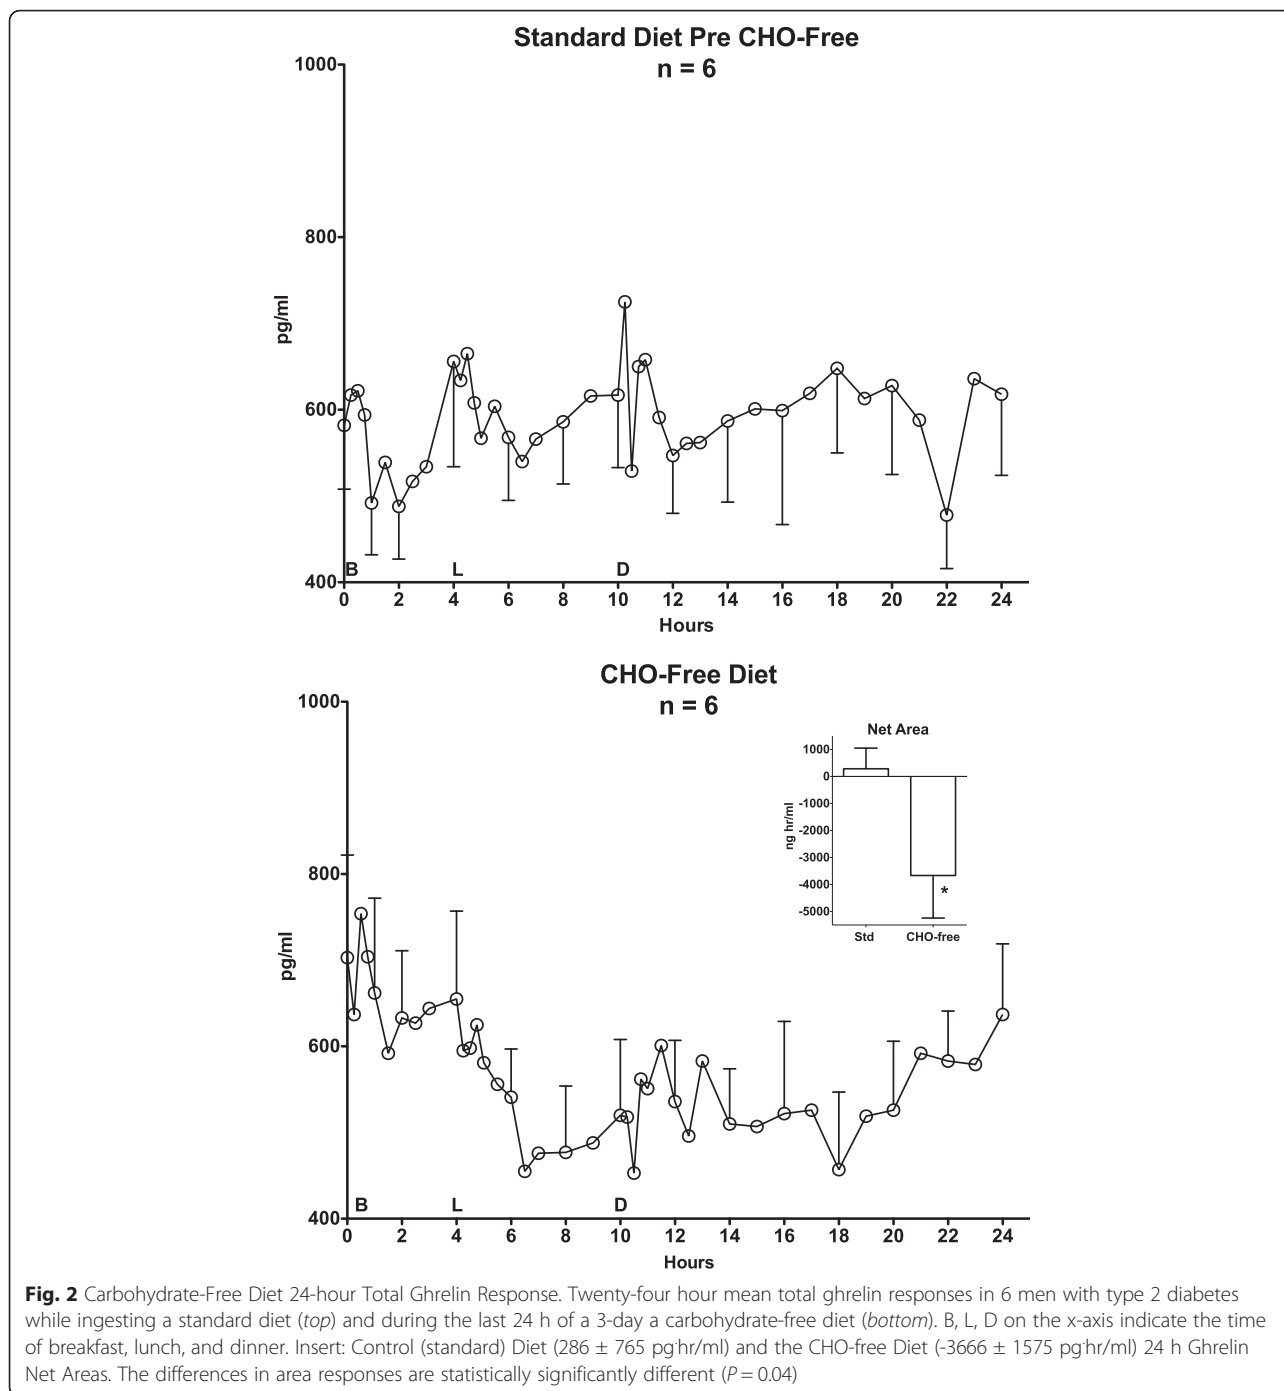 Standard Diet Pre CHO-Free
n = 6
1000
800
600
400
pg/ml
B L D
0 2 4 6 8 10 12 14 16 18 20 22 24
Hours
CHO-Free Diet
n = 6
1000
800
600
400
pg/ml
Net Area
1000
0
-1000
-2000
-3000
-4000
-5000
ng hr/ml
*
Std CHO-free
B L D
0 2 4 6 8 10 12 14 16 18 20 22 24
Hours
Fig. 2 Carbohydrate-Free Diet 24-hour Total Ghrelin Response. Twenty-four hour mean total ghrelin responses in 6 men with type 2 diabetes
while ingesting a standard diet (top) and during the last 24 h of a 3-day a carbohydrate-free diet (bottom). B, L, D on the x-axis indicate the time
of breakfast, lunch, and dinner. Insert: Control (standard) Diet (286 ± 765 pg·hr/ml) and the CHO-free Diet (-3666 ± 1575 pg·hr/ml) 24 h Ghrelin
Net Areas. The differences in area responses are statistically significantly different (P = 0.04)